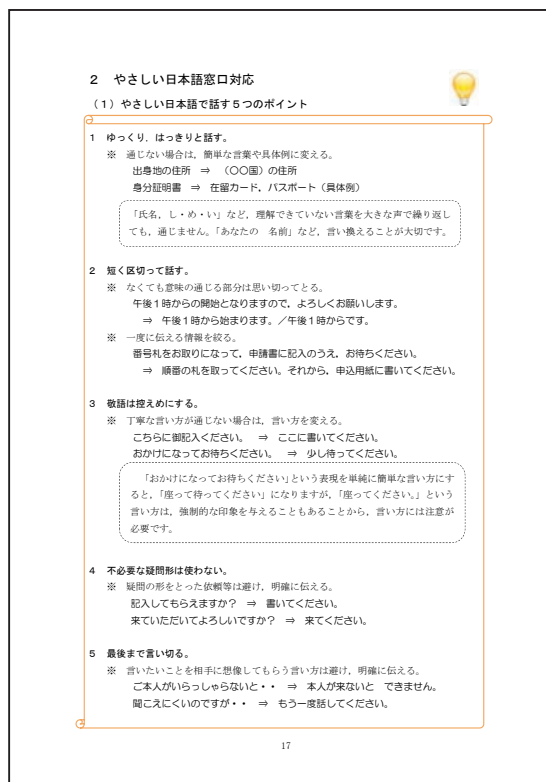 2 やさしい日本語窓口対応
（1）やさしい日本語で話す5つのポイント
1 ゆっくり，はっきりと話す。
※ 通じない場合は，簡単な言葉や具体例に変える。
出身地の住所 ⇒ （〇〇国）の住所
身分証明書 ⇒ 在留カード，パスポート（具体例）
「氏名，し・め・い」など，理解できていない言葉を大きな声で繰り返し
ても，通じません。「あなたの 名前」など，言い換えることが大切です。
2 短く区切って話す。
※ なくても意味の通じる部分は思い切ってとる。
午後1時からの開始となりますので，よろしくお願いします。
⇒ 午後1時から始まります。／午後1時からです。
※ 一度に伝える情報を絞る。
番号札をお取りになって，申請書に記入のうえ，お待ちください。
⇒ 順番の札を取ってください。それから，申込用紙に書いてください。
3 敬語は控えめにする。
※ 丁寧な言い方が通じない場合は，言い方を変える。
こちらに御記入ください。 ⇒ ここに書いてください。
おかけになってお待ちください。 ⇒ 少し待ってください。
「おかけになってお待ちください」という表現を単純に簡単な言い方にす
ると，「座って待ってください」になりますが，「座ってください。」という
言い方は，強制的な印象を与えることもあることから，言い方には注意が
必要です。
4 不必要な疑問形は使わない。
※ 疑問の形をとった依頼等は避け，明確に伝える。
記入してもらえますか？ ⇒ 書いてください。
来ていただいてよろしいですか？ ⇒ 来てください。
5 最後まで言い切る。
※ 言いたいことを相手に想像してもらう言い方は避け，明確に伝える。
ご本人がいらっしゃらないと・・ ⇒ 本人が来ないと できません。
聞こえにくいのですが・・ ⇒ もう一度話してください。
17